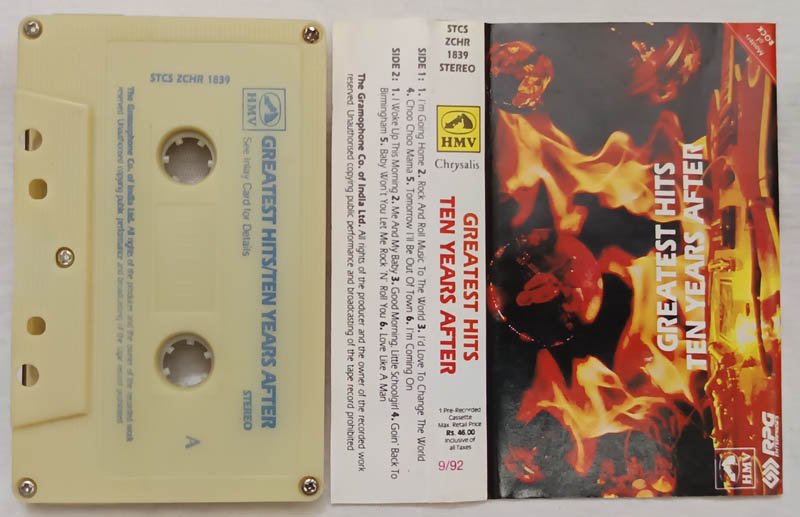 STCS ZCHR 1839
HMV
GREATEST HITS/TEN YEARS AFTER
See Inlay Card for Details
STEREO
A
The Gramophone Co. of India Ltd. All rights of the producer and the owner of the recorded work
reserved. Unauthorised copying public performance and broadcasting of the tape record prohibited
STCS
ZCHR
1839
STEREO
HMV
Chrysalis
GREATEST HITS
TEN YEARS AFTER
1 Pre-Recorded
Cassette
Max. Retail Price
Rs. 46.00
Inclusive of
all Taxes
9/92
SIDE 1: 1. I'm Going Home 2. Rock And Roll Music To The World 3. I'd Love To Change The World
4. Choo Choo Mama 5. Tomorrow I'll Be Out Of Town 6. I'm Coming On
SIDE 2: 1. I Woke Up This Morning 2. Me And My Baby 3. Good Morning, Little Schoolgirl 4. Goin' Back To
Birmingham 5. Baby Won't You Let Me Rock 'N' Roll You 6. Love Like A Man
The Gramophone Co. of India Ltd. All rights of the producer and the owner of the recorded work
reserved. Unauthorised copying public performance and broadcasting of the tape record prohibited
Masters
of
ROCK
GREATEST HITS
TEN YEARS AFTER
RPG
HMV